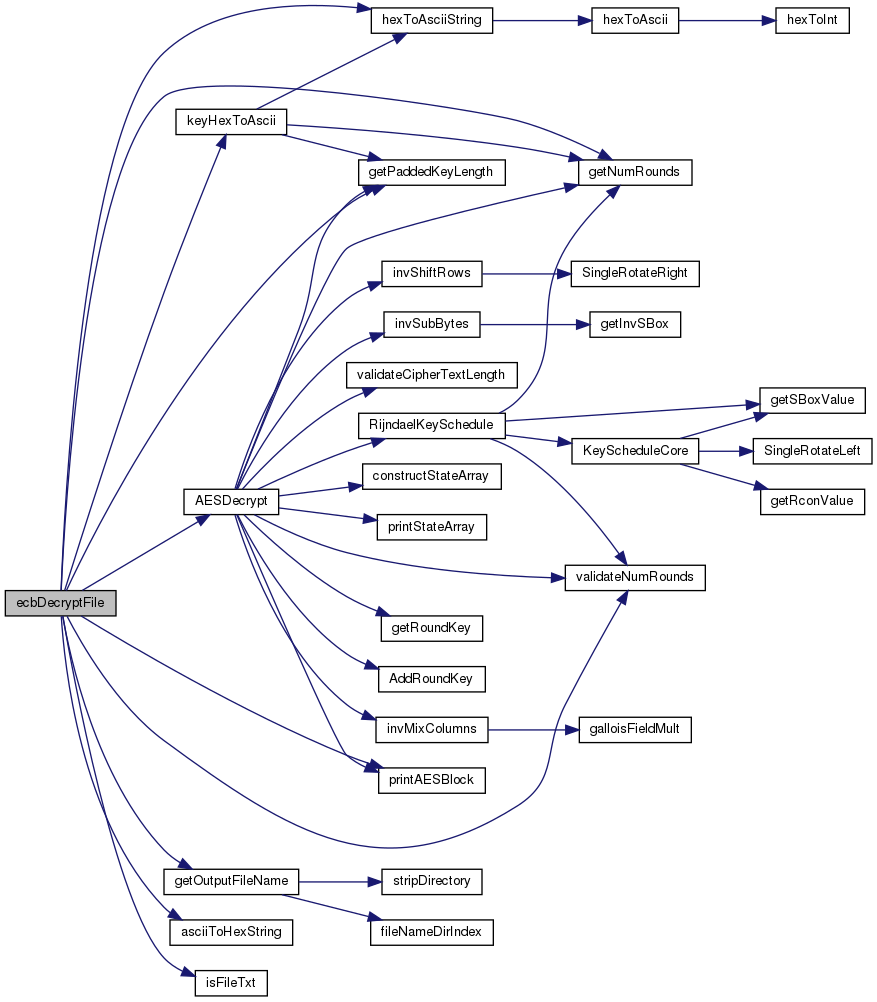 hexToAsciiString
hexToAscii
hexToInt
keyHexToAscii
getPaddedKeyLength
getNumRounds
invShiftRows
SingleRotateRight
invSubBytes
getInvSBox
validateCipherTextLength
RijndaelKeySchedule
getSBoxValue
KeyScheduleCore
SingleRotateLeft
constructStateArray
AESDecrypt
getRconValue
printStateArray
validateNumRounds
ecbDecryptFile
getRoundKey
AddRoundKey
invMixColumns
galloisFieldMult
printAESBlock
getOutputFileName
stripDirectory
asciiToHexString
fileNameDirIndex
isFileTxt